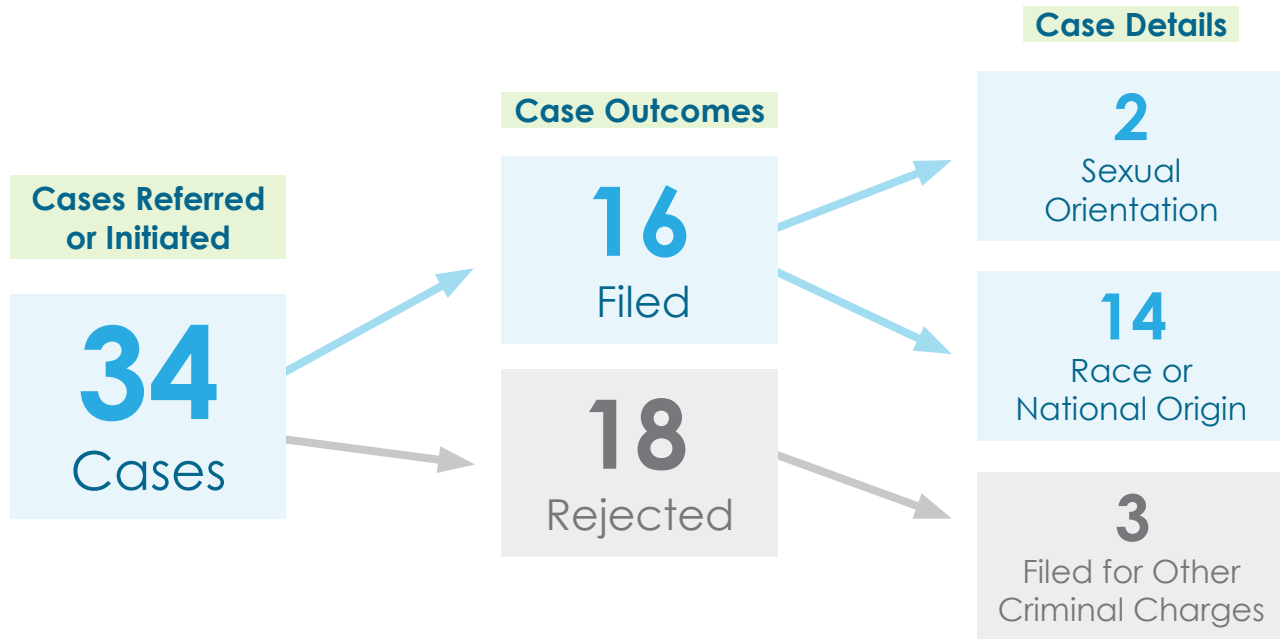 Cases Referred
or Initiated
34
Cases
Case Outcomes
16
Filed
18
Rejected
Case Details
2
Sexual
Orientation
14
Race or
National Origin
3
Filed for Other
Criminal Charges